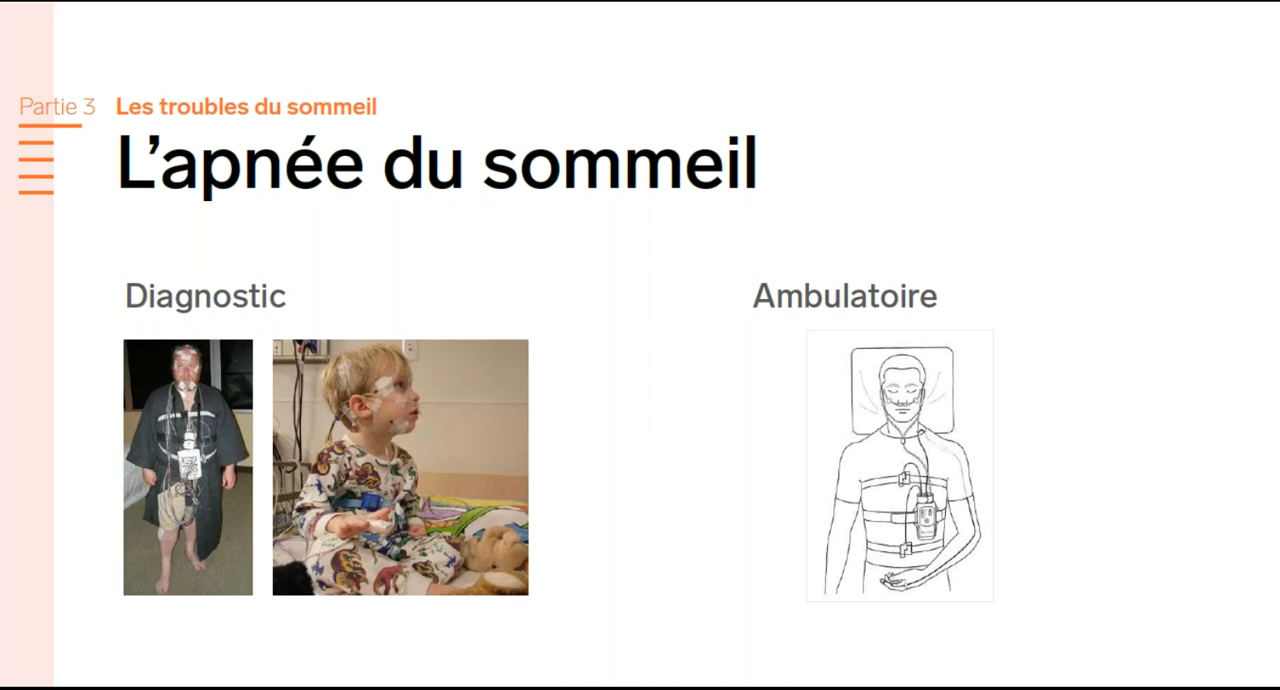 Partie 3 Les troubles du sommeil
L’apnée du sommeil
Diagnostic
Ambulatoire